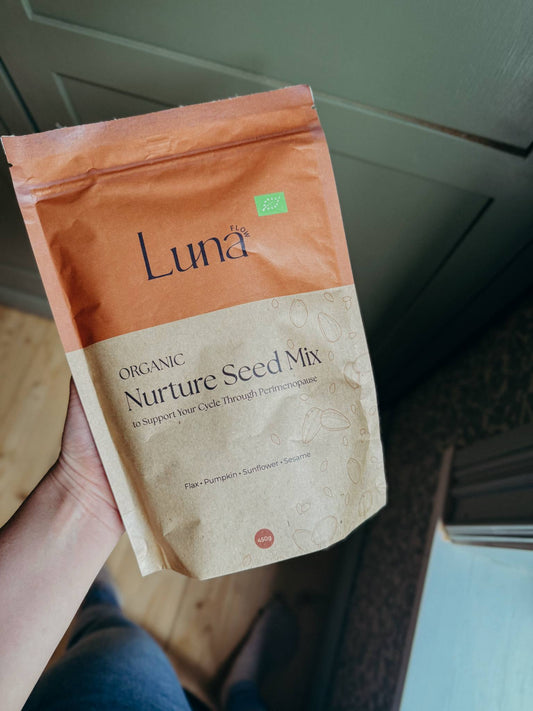 Luna
FLOW
ORGANIC
Nurture Seed Mix
to Support Your Cycle Through Perimenopause
Flax • Pumpkin • Sunflower • Sesame
450g